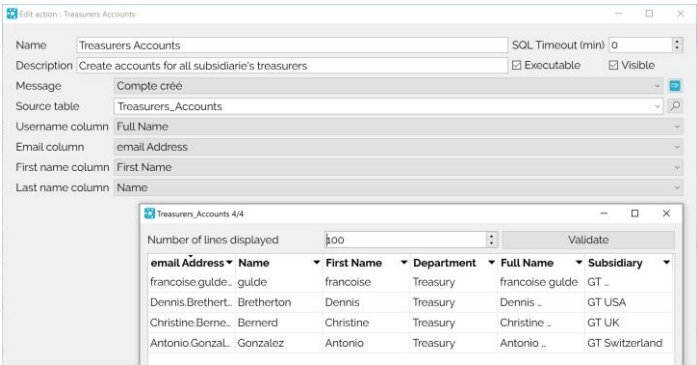 Edit action : Treasurers Accounts
Name Treasurers Accounts SQL Timeout (min) 0
Description Create accounts for all subsidiarie's treasurers Executable Visible
Message Compte créé
Source table Treasurers_Accounts
Username column Full Name
Email column email Address
First name column First Name
Last name column Name
Treasurers_Accounts 4/4
Number of lines displayed 100 Validate
email Address Name First Name Department Full Name Subsidiary
francoise.gulde... gulde francoise Treasury francoise gulde GT ...
Dennis.Brethert... Bretherton Dennis Treasury Dennis ... GT USA
Christine.Berne... Bernerd Christine Treasury Christine ... GT UK
Antonio.Gonzal... Gonzalez Antonio Treasury Antonio ... GT Switzerland